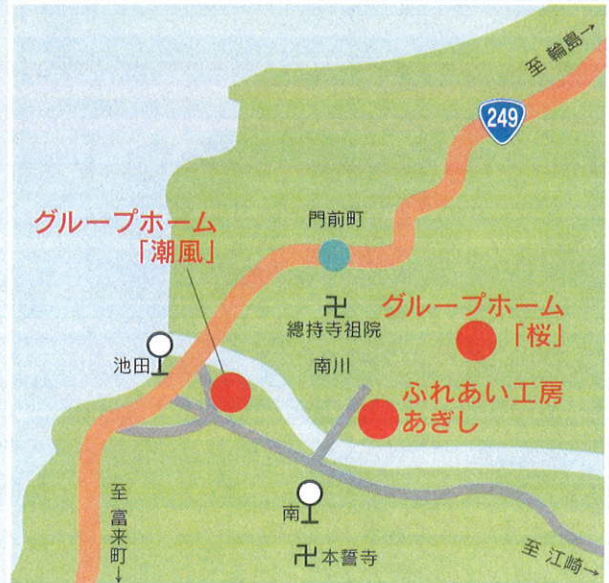 至 輪島→
249
グループホーム
「潮風」
門前町
卍
總持寺祖院
グループホーム
「桜」
池田
南川
ふれあい工房
あぎし
至 富来町→
南
卍本誓寺
至 江崎→